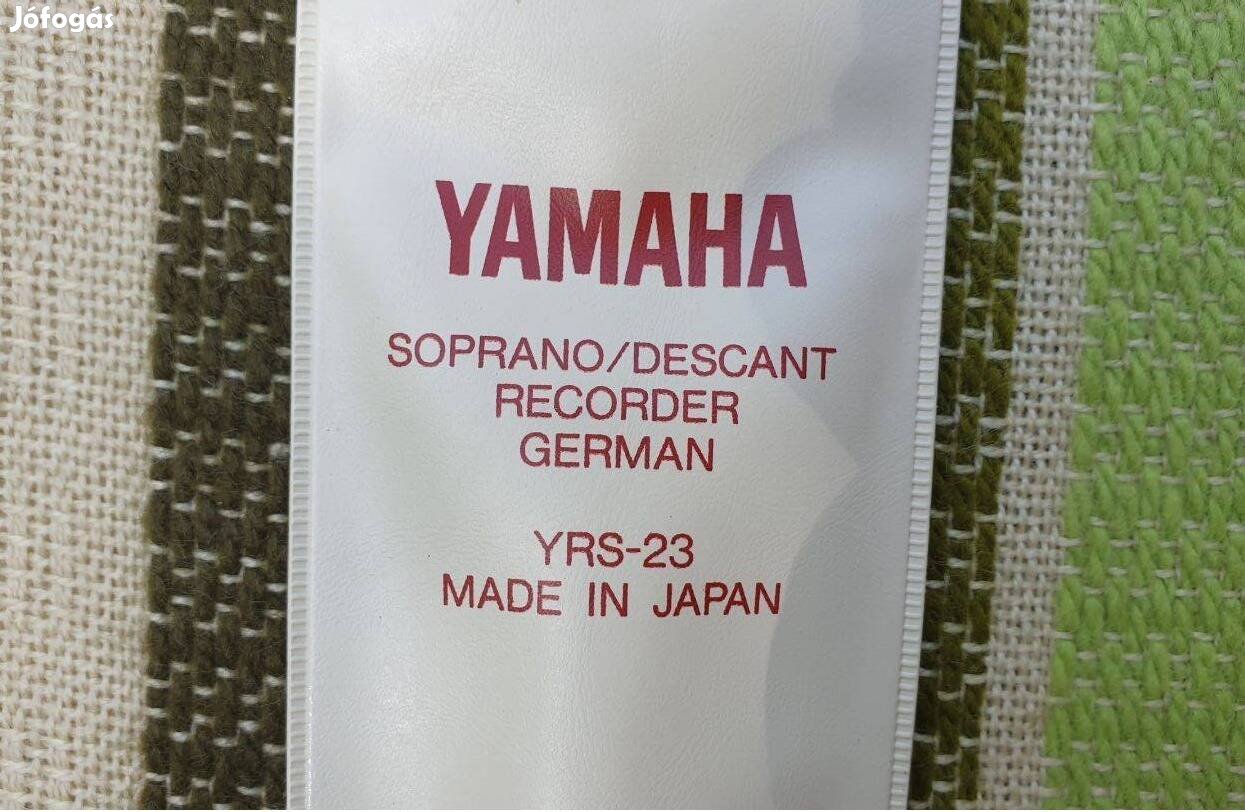 Jófogás
YAMAHA
SOPRANO/DESCANT
RECORDER
GERMAN
YRS-23
MADE IN JAPAN